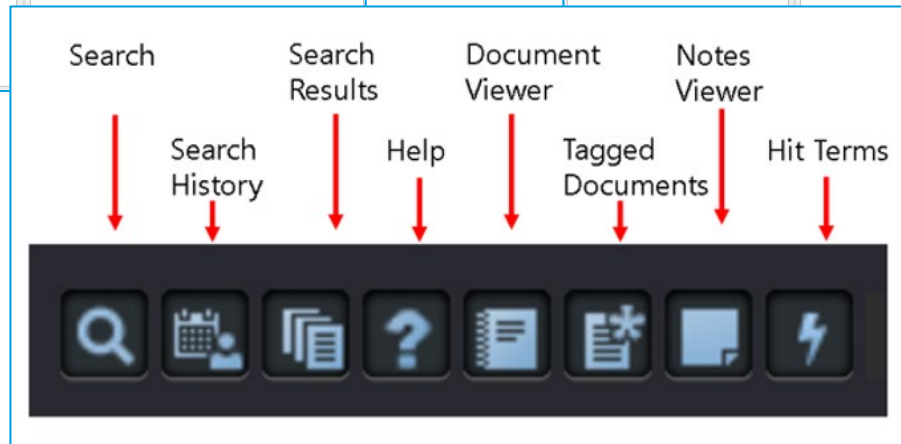 Search
Search
History
Search
Results
Help
Document
Viewer
Tagged
Documents
Notes
Viewer
Hit Terms